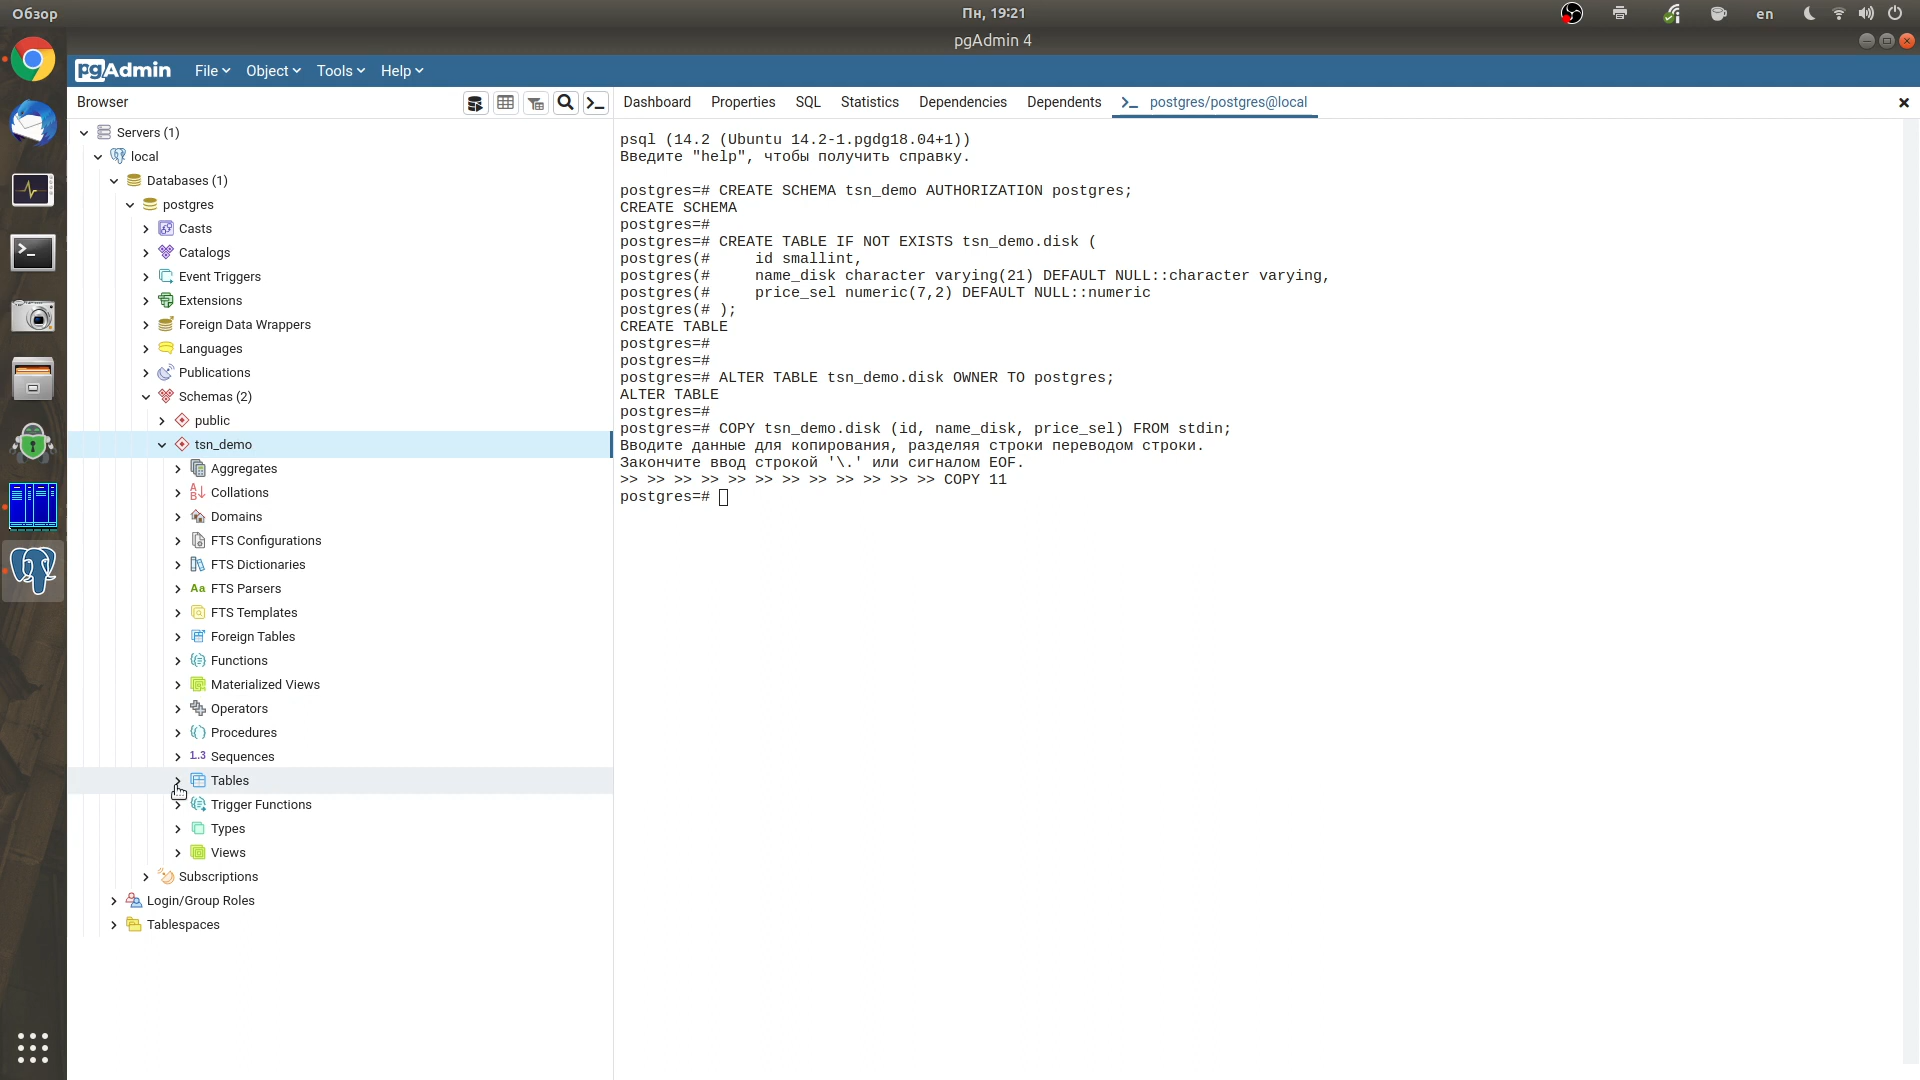 Обзор
Пн, 19:21
en
pgAdmin 4
pgAdmin File Object Tools Help
Browser
Dashboard Properties SQL Statistics Dependencies Dependents postgres/postgres@local
Servers (1)
local
Databases (1)
postgres
Casts
Catalogs
Event Triggers
Extensions
Foreign Data Wrappers
Languages
Publications
Schemas (2)
public
tsn_demo
Aggregates
Collations
Domains
FTS Configurations
FTS Dictionaries
Aa FTS Parsers
FTS Templates
Foreign Tables
Functions
Materialized Views
Operators
Procedures
1..3 Sequences
Tables
Trigger Functions
Types
Views
Subscriptions
Login/Group Roles
Tablespaces
psql (14.2 (Ubuntu 14.2-1.pgdg18.04+1))
Введите "help", чтобы получить справку.
postgres=# CREATE SCHEMA tsn_demo AUTHORIZATION postgres;
CREATE SCHEMA
postgres=#
postgres=# CREATE TABLE IF NOT EXISTS tsn_demo.disk (
postgres(#     id smallint,
postgres(#     name_disk character varying(21) DEFAULT NULL::character varying,
postgres(#     price_sel numeric(7,2) DEFAULT NULL::numeric
postgres(# );
CREATE TABLE
postgres=#
postgres=#
postgres=# ALTER TABLE tsn_demo.disk OWNER TO postgres;
ALTER TABLE
postgres=#
postgres=# COPY tsn_demo.disk (id, name_disk, price_sel) FROM stdin;
Вводите данные для копирования, разделяя строки переводом строки.
Закончите ввод строкой '\.' или сигналом EOF.
>> >> >> >> >> >> >> >> >> >> >> >> COPY 11
postgres=#